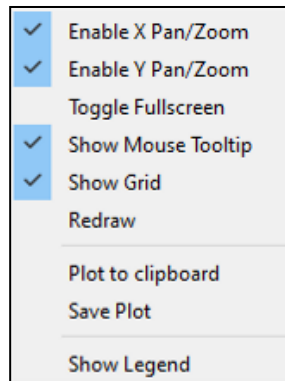 Enable X Pan/Zoom
Enable Y Pan/Zoom
Toggle Fullscreen
Show Mouse Tooltip
Show Grid
Redraw
Plot to clipboard
Save Plot
Show Legend